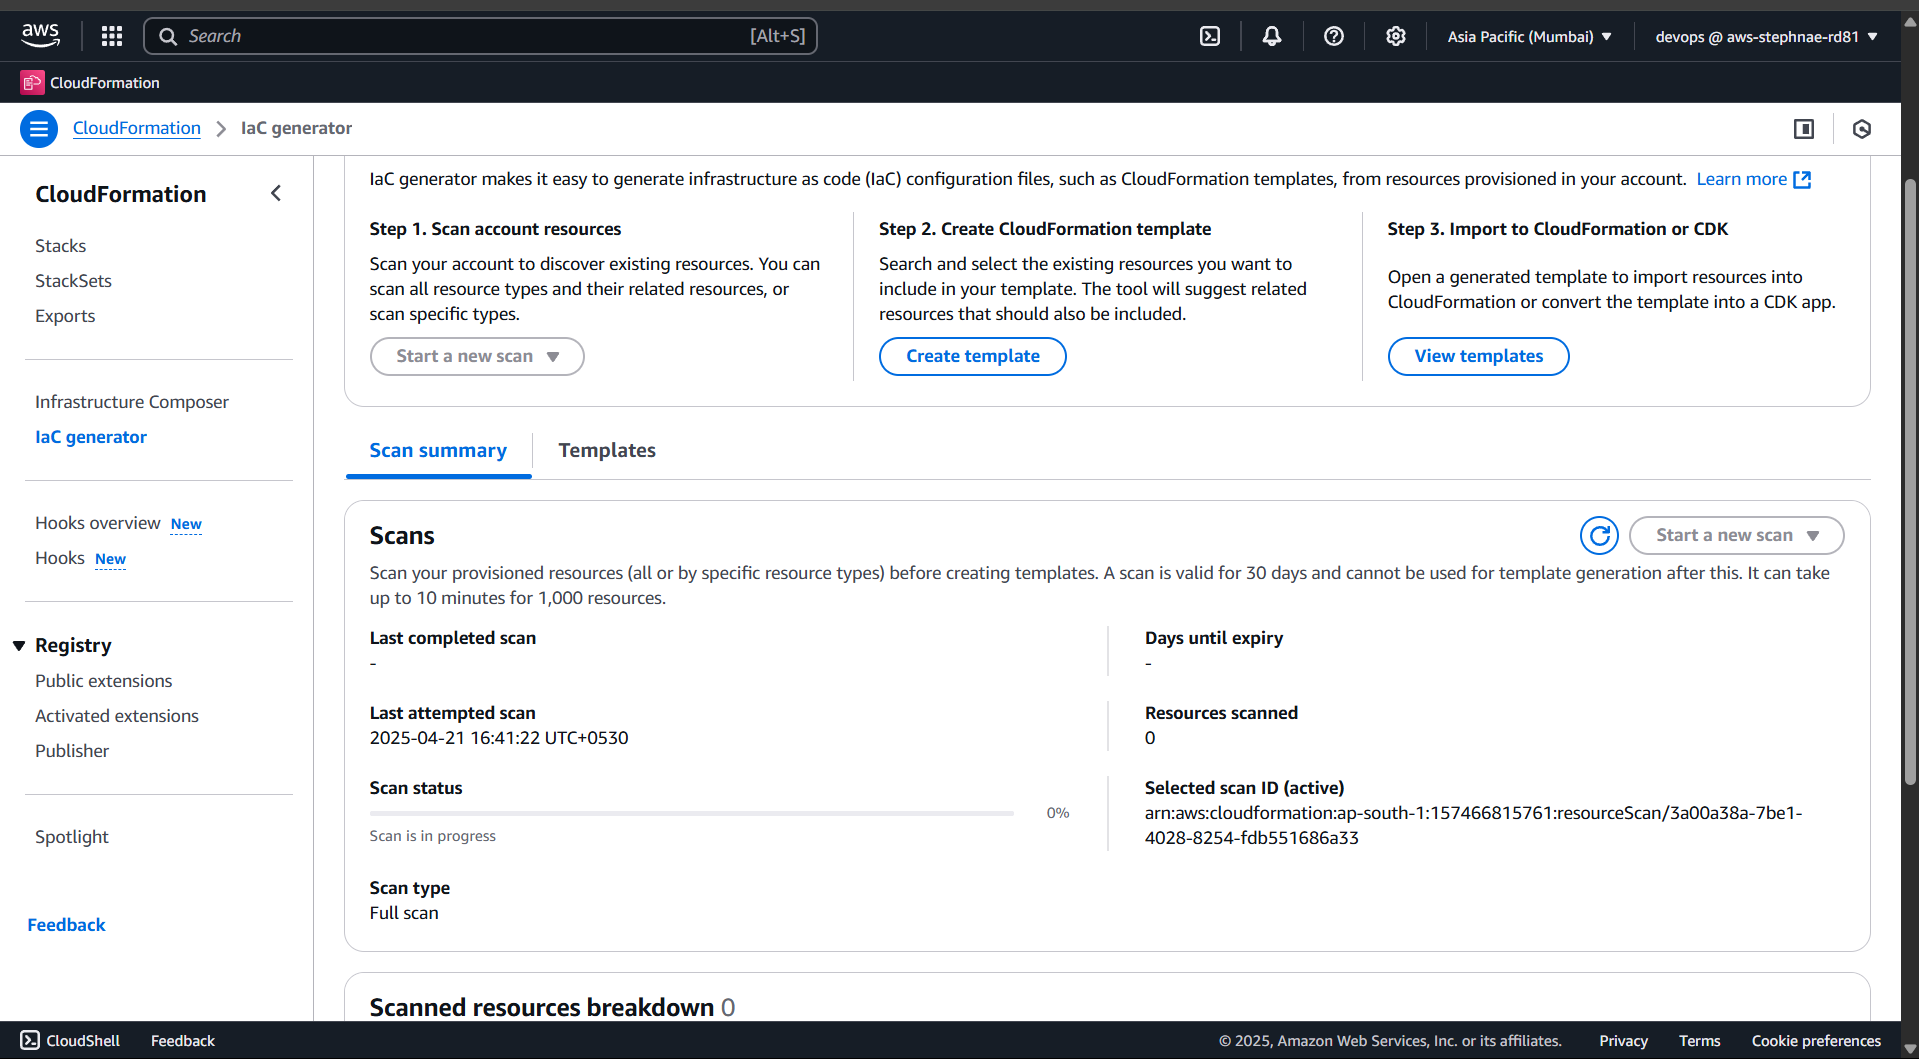 aws
Search [Alt+S]
Asia Pacific (Mumbai)
devops @ aws-stephnae-rd81
CloudFormation
CloudFormation > IaC generator
CloudFormation
Stacks
StackSets
Exports
Infrastructure Composer
IaC generator
Hooks overview New
Hooks New
Registry
Public extensions
Activated extensions
Publisher
Spotlight
Feedback
IaC generator makes it easy to generate infrastructure as code (IaC) configuration files, such as CloudFormation templates, from resources provisioned in your account. Learn more
Step 1. Scan account resources
Scan your account to discover existing resources. You can
scan all resource types and their related resources, or
scan specific types.
Start a new scan
Step 2. Create CloudFormation template
Search and select the existing resources you want to
include in your template. The tool will suggest related
resources that should also be included.
Create template
Step 3. Import to CloudFormation or CDK
Open a generated template to import resources into
CloudFormation or convert the template into a CDK app.
View templates
Scan summary
Templates
Scans
Start a new scan
Scan your provisioned resources (all or by specific resource types) before creating templates. A scan is valid for 30 days and cannot be used for template generation after this. It can take
up to 10 minutes for 1,000 resources.
Last completed scan
-
Days until expiry
-
Last attempted scan
2025-04-21 16:41:22 UTC+0530
Resources scanned
0
Scan status
0%
Scan is in progress
Selected scan ID (active)
arn:aws:cloudformation:ap-south-1:157466815761:resourceScan/3a00a38a-7be1-
4028-8254-fdb551686a33
Scan type
Full scan
Scanned resources breakdown 0
CloudShell
Feedback
© 2025, Amazon Web Services, Inc. or its affiliates.
Privacy
Terms
Cookie preferences